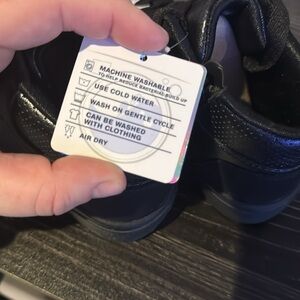 MACHINE WASHABLE
TO HELP REDUCE BACTERIAL BUILD UP
USE COLD WATER
WASH ON GENTLE CYCLE
CAN BE WASHED
WITH CLOTHING
AIR DRY